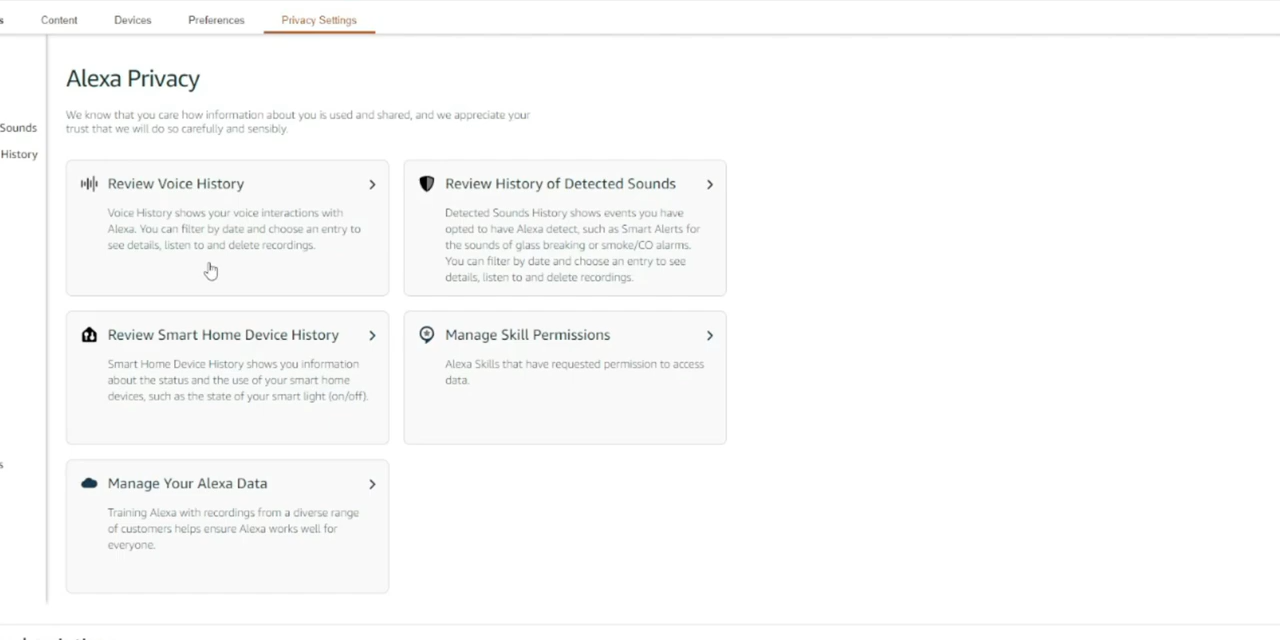 s Content Devices Preferences Privacy Settings
Sounds
History
s
Alexa Privacy
We know that you care how information about you is used and shared, and we appreciate your
trust that we will do so carefully and sensibly.
Review Voice History
Voice History shows your voice interactions with
Alexa. You can filter by date and choose an entry to
see details, listen to and delete recordings.
Review History of Detected Sounds
Detected Sounds History shows events you have
opted to have Alexa detect, such as Smart Alerts for
the sounds of glass breaking or smoke/CO alarms.
You can filter by date and choose an entry to see
details, listen to and delete recordings.
Review Smart Home Device History
Smart Home Device History shows you information
about the status and the use of your smart home
devices, such as the state of your smart light (on/off).
Manage Skill Permissions
Alexa Skills that have requested permission to access
data.
Manage Your Alexa Data
Training Alexa with recordings from a diverse range
of customers helps ensure Alexa works well for
everyone.